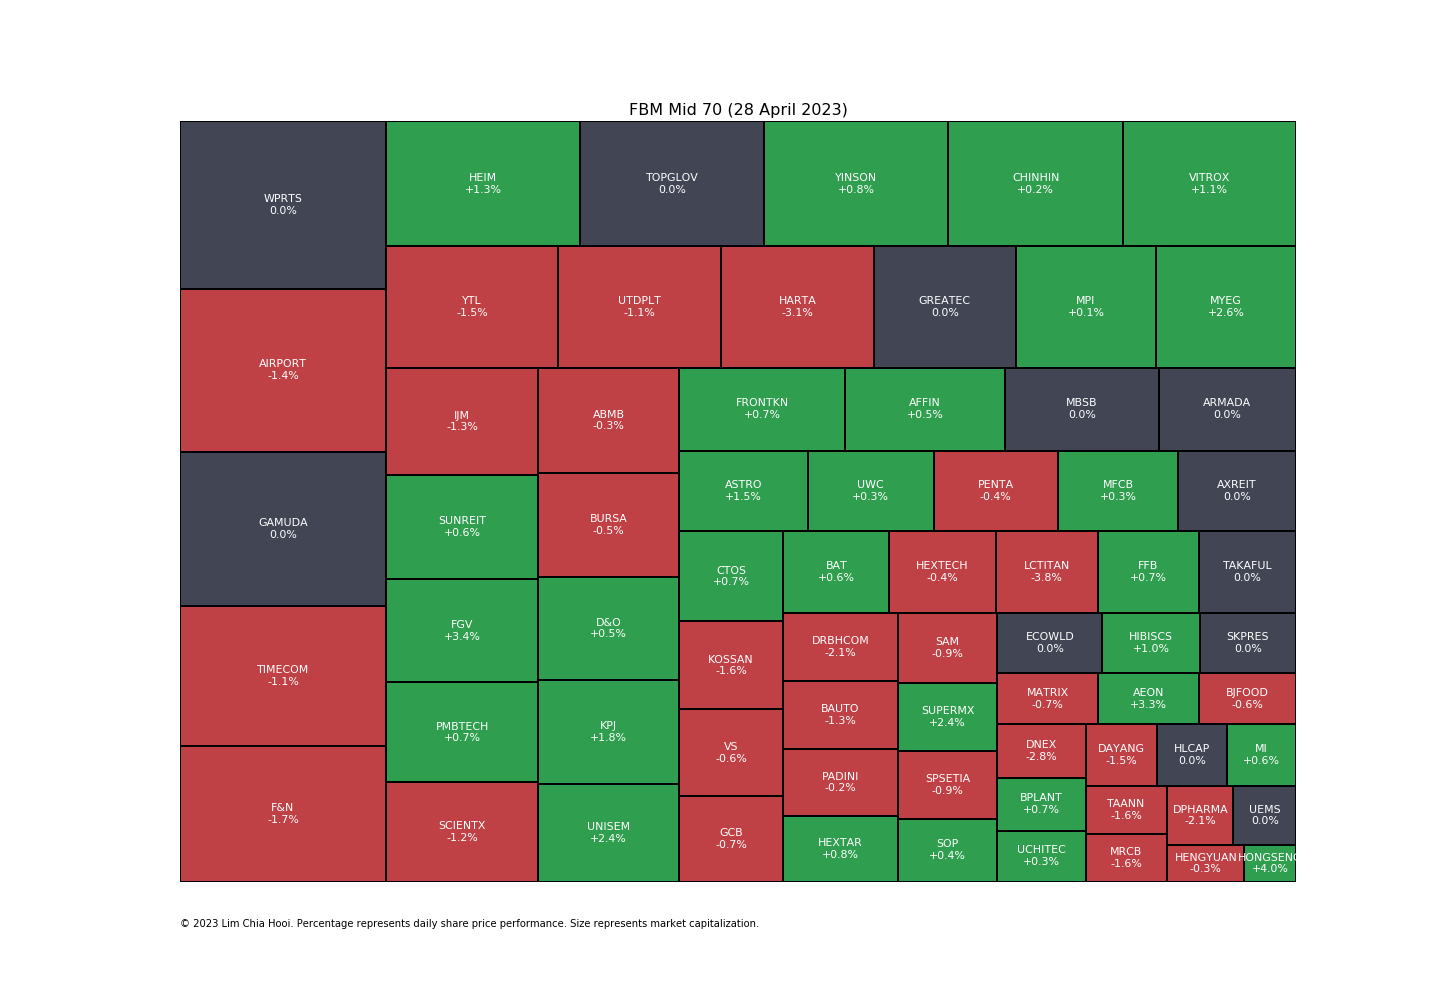 FBM Mid 70 (28 April 2023)
WPRTS
0.0%
HEIM
+1.3%
TOPGLOV
0.0%
YINSON
+0.8%
CHINHIN
+0.2%
VITROX
+1.1%
AIRPORT
-1.4%
YTL
-1.5%
UTDPLT
-1.1%
HARTA
-3.1%
GREATEC
0.0%
MPI
+0.1%
MYEG
+2.6%
GAMUDA
0.0%
TIMECOM
-1.1%
F&N
-1.7%
IJM
-1.3%
SUNREIT
+0.6%
FGV
+3.4%
PMBTECH
+0.7%
SCIENTX
-1.2%
ABMB
-0.3%
BURSA
-0.5%
D&O
+0.5%
KPJ
+1.8%
UNISEM
+2.4%
FRONTKN
+0.7%
AFFIN
+0.5%
MBSB
0.0%
ARMADA
0.0%
ASTRO
+1.5%
UWC
+0.3%
PENTA
-0.4%
MFCB
+0.3%
AXREIT
0.0%
CTOS
+0.7%
KOSSAN
-1.6%
VS
-0.6%
GCB
-0.7%
BAT
+0.6%
HEXTECH
-0.4%
LCTITAN
-3.8%
FFB
+0.7%
TAKAFUL
0.0%
DRBHCOM
-2.1%
BAUTO
-1.3%
PADINI
-0.2%
HEXTAR
+0.8%
SAM
-0.9%
SUPERMX
+2.4%
SPSETIA
-0.9%
SOP
+0.4%
ECOWLD
0.0%
HIBISCS
+1.0%
SKPRES
0.0%
MATRIX
-0.7%
AEON
+3.3%
BJFOOD
-0.6%
DNEX
-2.8%
BPLANT
+0.7%
UCHITEC
+0.3%
DAYANG
-1.5%
HLCAP
0.0%
MI
+0.6%
TAANN
-1.6%
MRCB
-1.6%
DPHARMA
-2.1%
UEMS
0.0%
HENGYUAN
-0.3%
HONGSENG
+4.0%
© 2023 Lim Chia Hooi. Percentage represents daily share price performance. Size represents market capitalization.